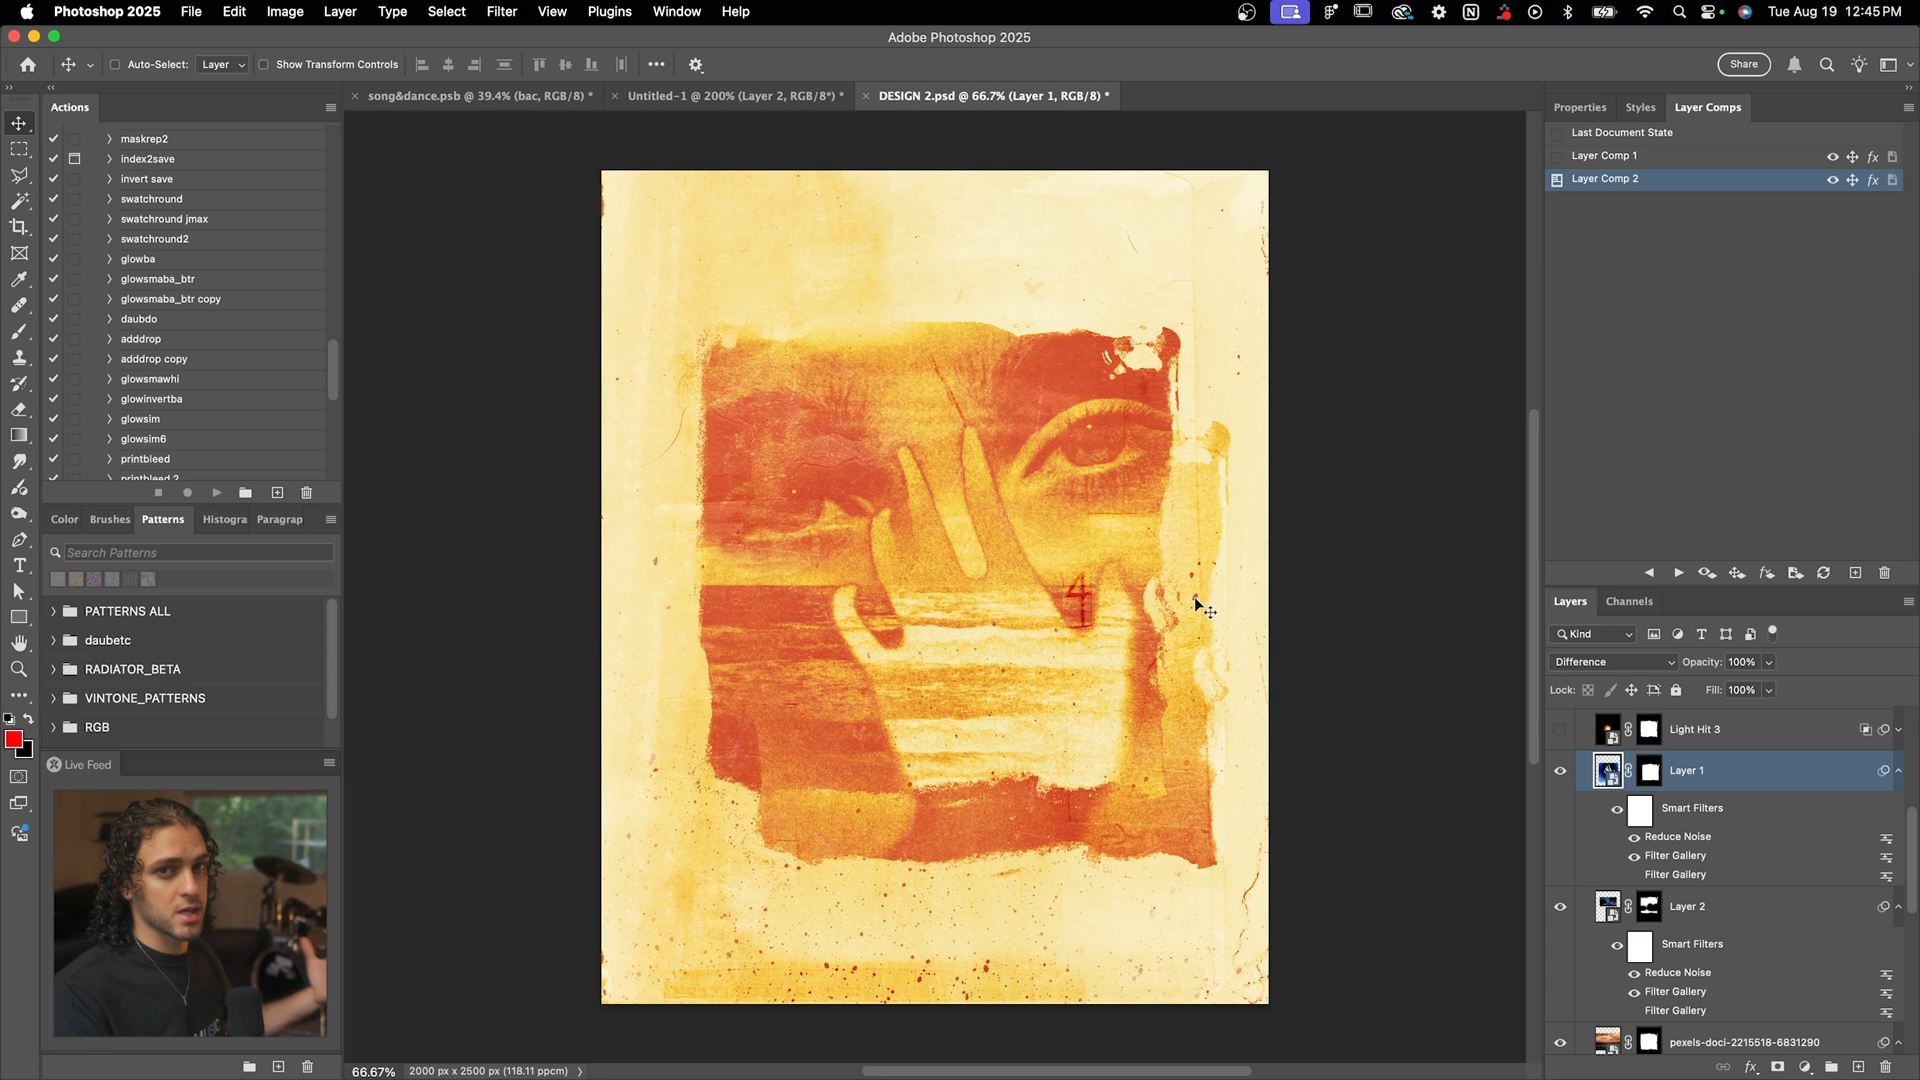 Photoshop 2025 File Edit Image Layer Type Select Filter View Plugins Window Help Tue Aug 19 12:45 PM
Adobe Photoshop 2025
Auto-Select: Layer Show Transform Controls Share
song&dance.psb @ 39.4% (bac, RGB/8) * Untitled-1 @ 200% (Layer 2, RGB/8*) * DESIGN 2.psd @ 66.7% (Layer 1, RGB/8) *
Actions
maskrep2
index2save
invert save
swatchround
swatchround jmax
swatchround2
glowba
glowsmaba_btr
glowsmaba_btr copy
daubdo
adddrop
adddrop copy
glowsmawhi
glowinvertba
glowsim
glowsim6
printbleed
printbleed 2
Color Brushes Patterns Histogra Paragrap
Search Patterns
PATTERNS ALL
daubetc
RADIATOR_BETA
VINTONE_PATTERNS
RGB
Live Feed
4
66.67% 2000 px x 2500 px (118.11 ppcm)
Properties Styles Layer Comps
Last Document State
Layer Comp 1
Layer Comp 2
Layers Channels
Kind
Difference Opacity: 100%
Lock: Fill: 100%
Light Hit 3
Layer 1
Smart Filters
Reduce Noise
Filter Gallery
Filter Gallery
Layer 2
Smart Filters
Reduce Noise
Filter Gallery
Filter Gallery
pexels-doci-2215518-6831290